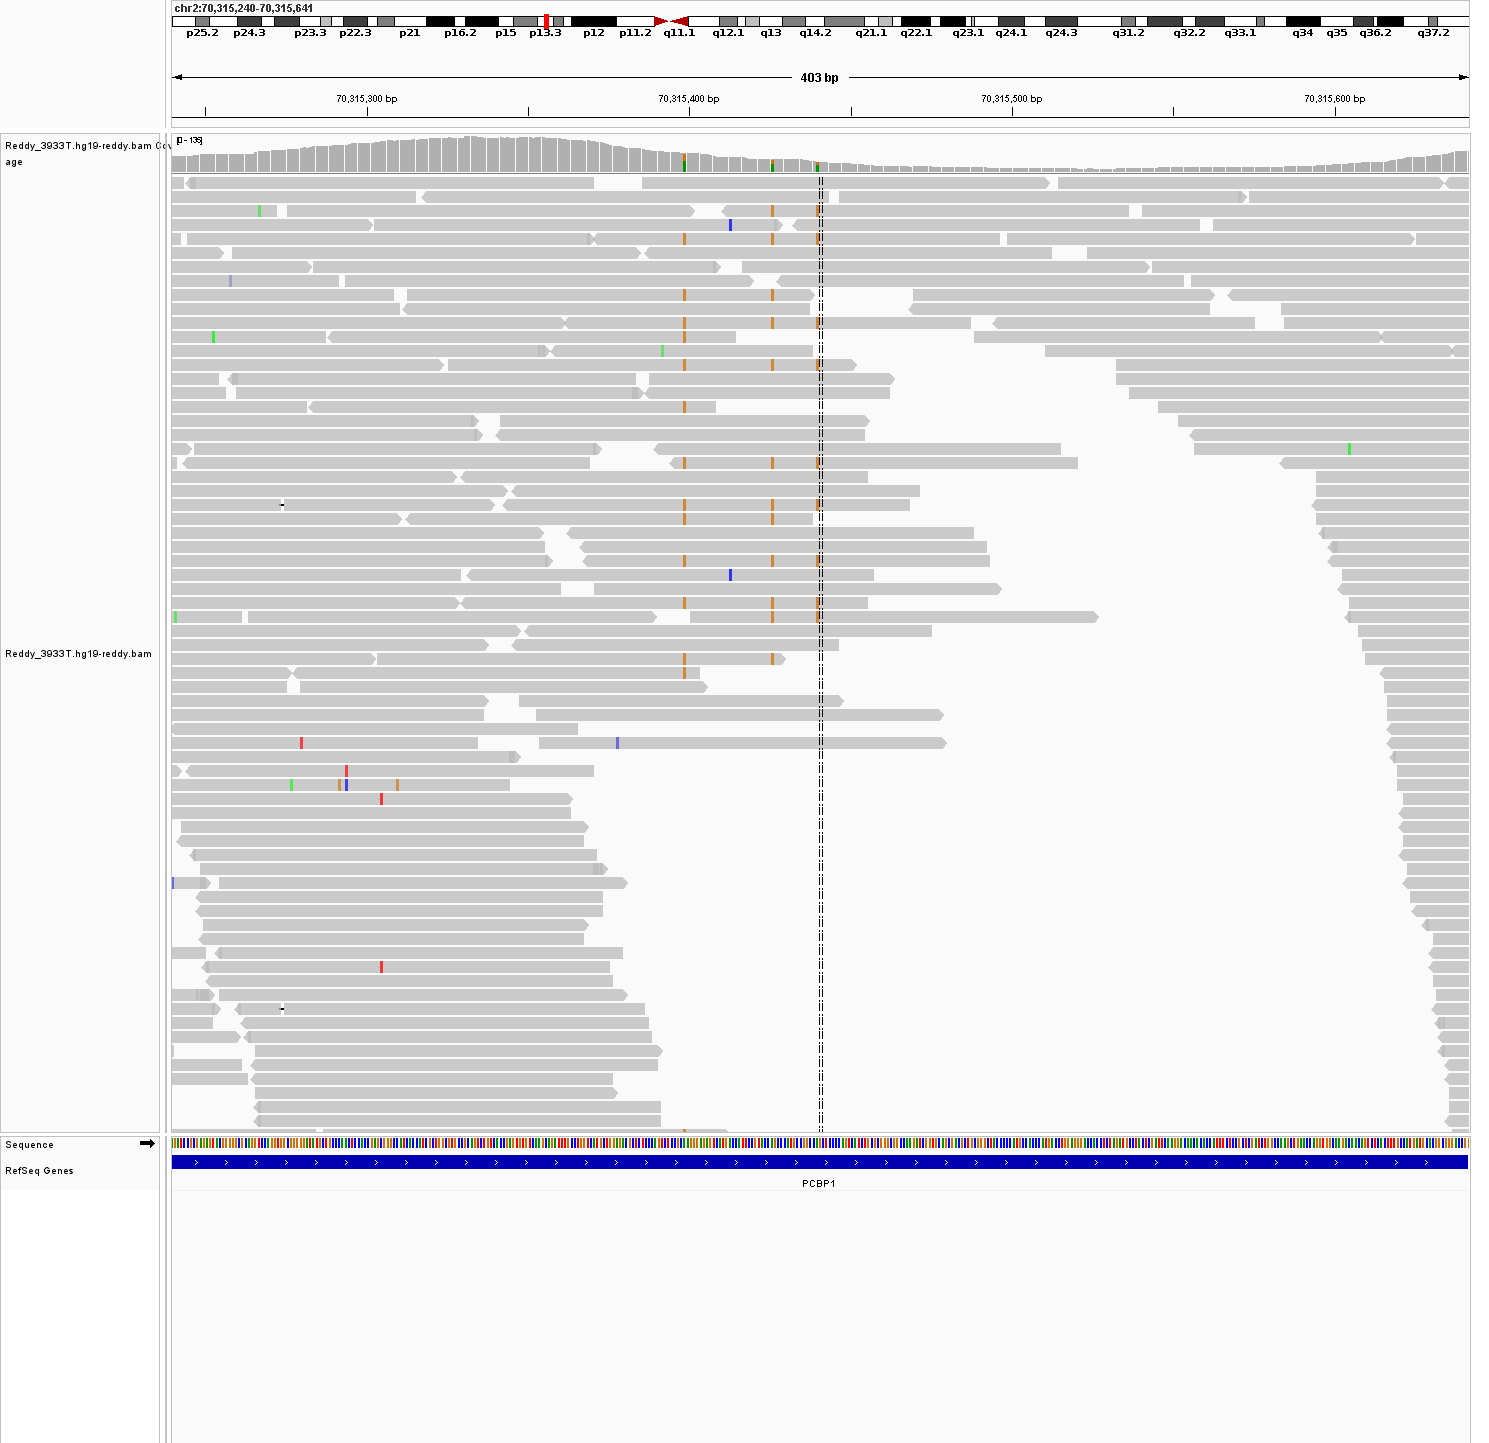 chr2:70,315,240-70,315,641
p25.2 p24.3 p23.3 p22.3 p21 p16.2 p15 p13.3 p12 p11.2 q11.1 q12.1 q13 q14.2 q21.1 q22.1 q23.1 q24.1 q24.3 q31.2 q32.2 q33.1 q34 q35 q36.2 q37.2
403 bp
70,315,300 bp 70,315,400 bp 70,315,500 bp 70,315,600 bp
[0 - 135]
Reddy_3933T.hg19-reddy.bam Cov
age
Reddy_3933T.hg19-reddy.bam
Sequence
RefSeq Genes
PCBP1